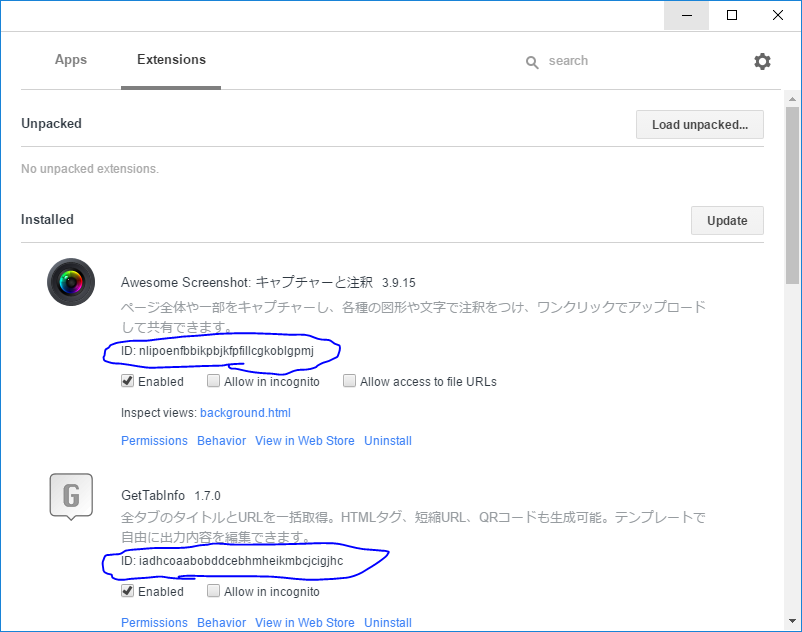 Apps Extensions search
Unpacked Load unpacked...
No unpacked extensions.
Installed Update
Awesome Screenshot: キャプチャーと注釈 3.9.15
ページ全体や一部をキャプチャーし、各種の図形や文字で注釈をつけ、ワンクリックでアップロード
して共有できます。
ID: nlipoenfbbikpbjkfpfillcgkoblgpmj
Enabled Allow in incognito Allow access to file URLs
Inspect views: background.html
Permissions Behavior View in Web Store Uninstall
G
GetTabInfo 1.7.0
全タブのタイトルとURLを一括取得。HTMLタグ、短縮URL、QRコードも生成可能。テンプレートで
自由に出力内容を編集できます。
ID: iadhcoaabobddcebhmheikmbcjcigjhc
Enabled Allow in incognito
Permissions Behavior View in Web Store Uninstall